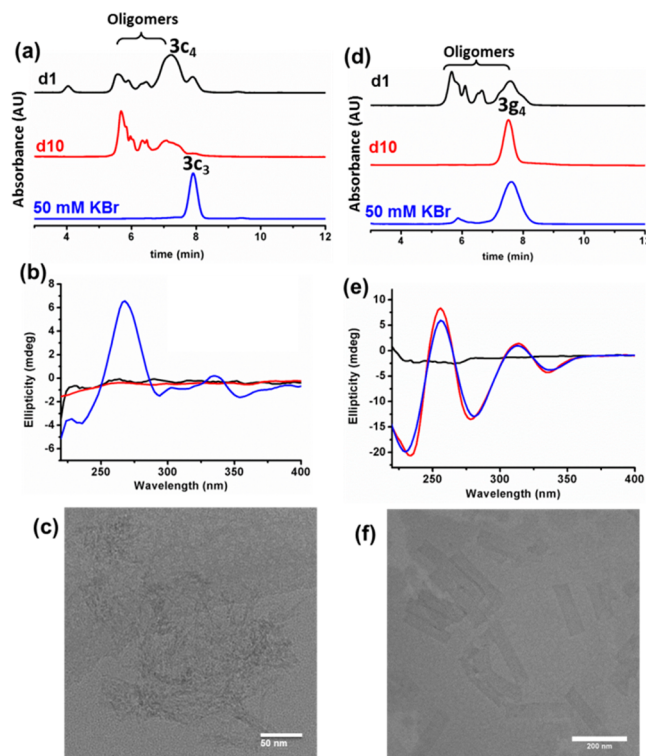 (a)
Oligomers
3c4
d1
d10
3c3
50 mM KBr
Absorbance (AU)
4 6 8 10 12
time (min)
(d)
Oligomers
d1
3g4
d10
50 mM KBr
Absorbance (AU)
4 6 8 10 12
time (min)
(b)
Ellipticity (mdeg)
8
6
4
2
0
-2
-4
-6
250 300 350 400
Wavelength (nm)
(e)
Ellipticity (mdeg)
10
5
0
-5
-10
-15
-20
250 300 350 400
Wavelength (nm)
(c)
50 nm
(f)
200 nm